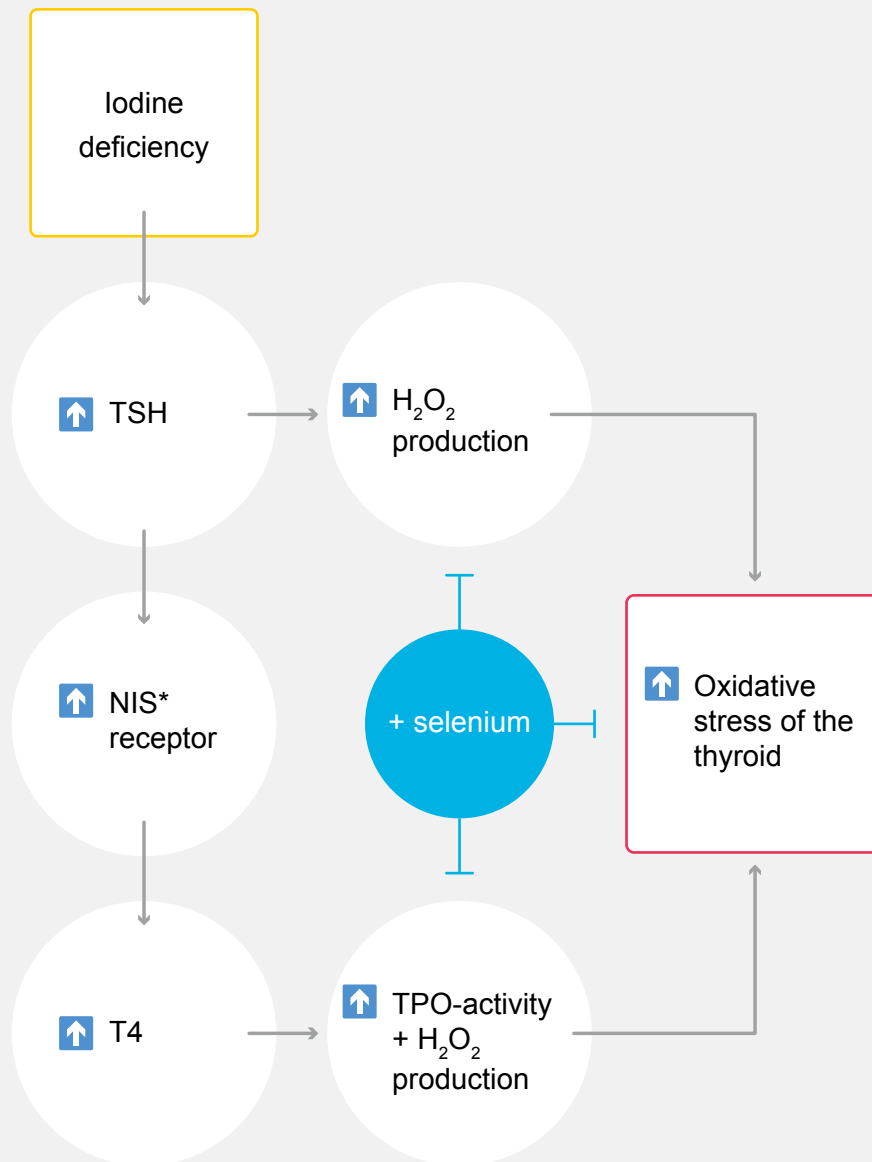 Iodine
deficiency
TSH
H₂O₂
production
NIS*
receptor
+ selenium
Oxidative
stress of the
thyroid
T4
TPO-activity
+ H₂O₂
production